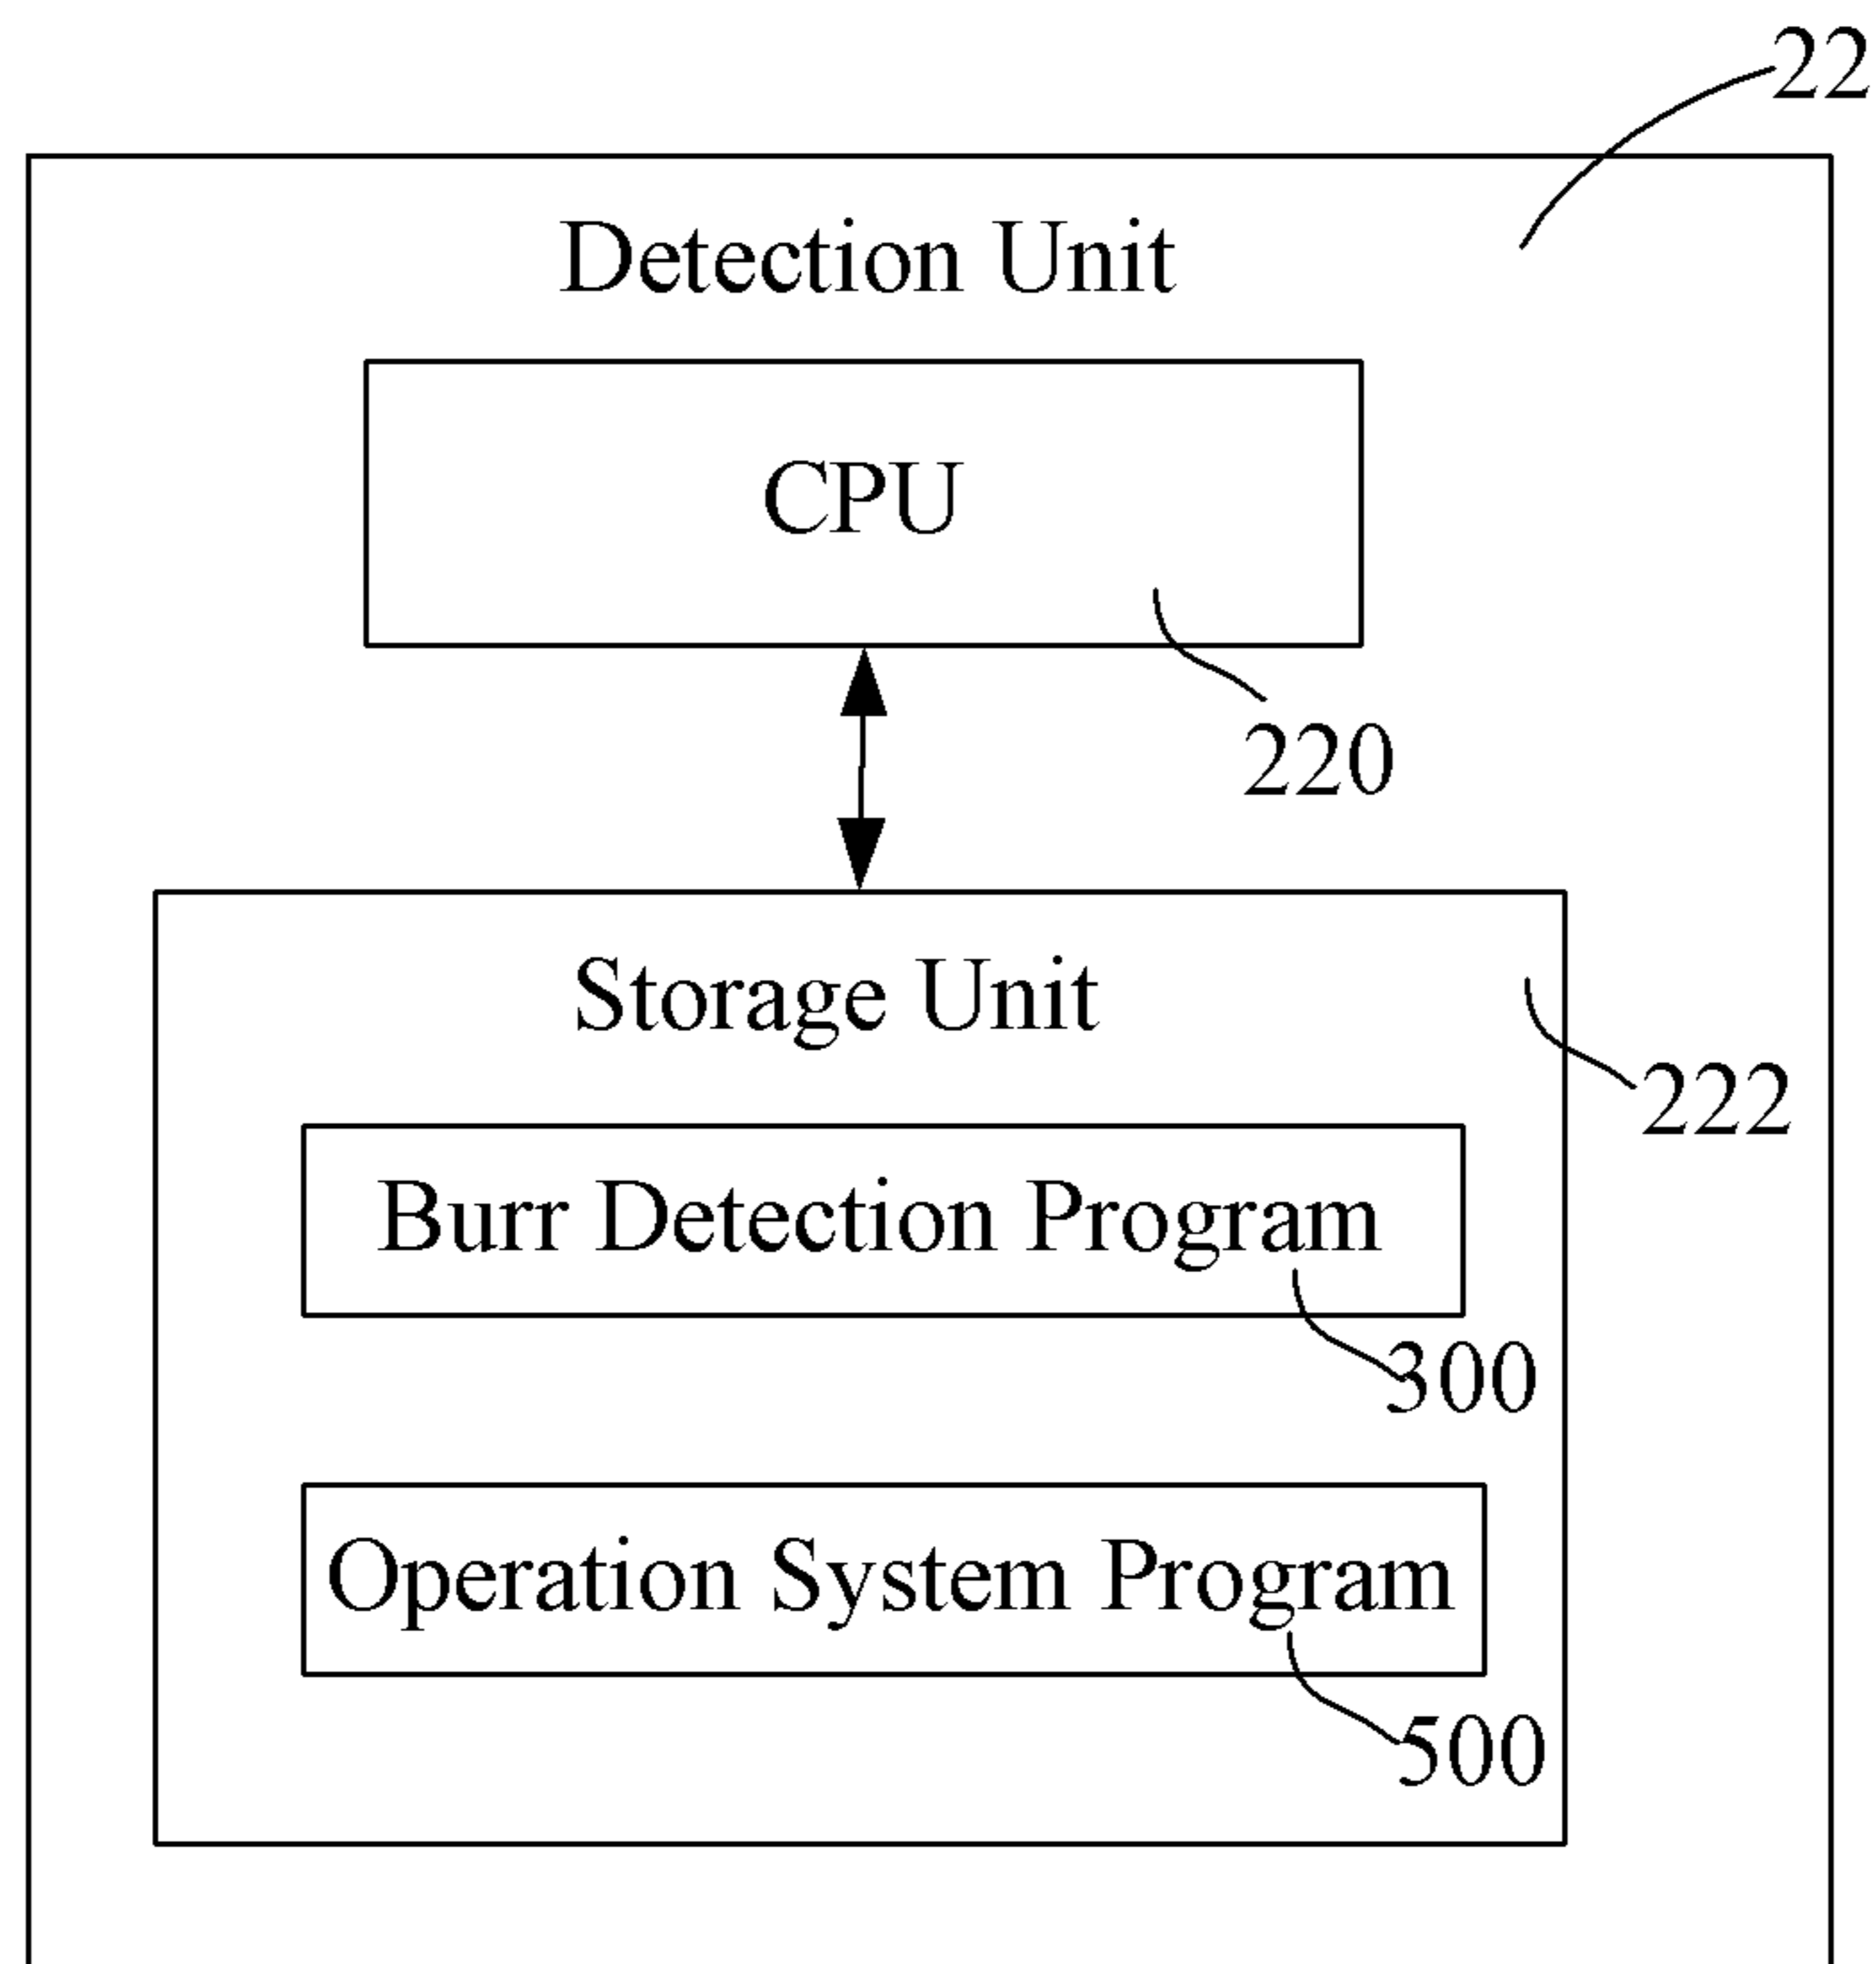 22
Detection Unit
CPU
220
Storage Unit
222
Burr Detection Program
300
Operation System Program
500